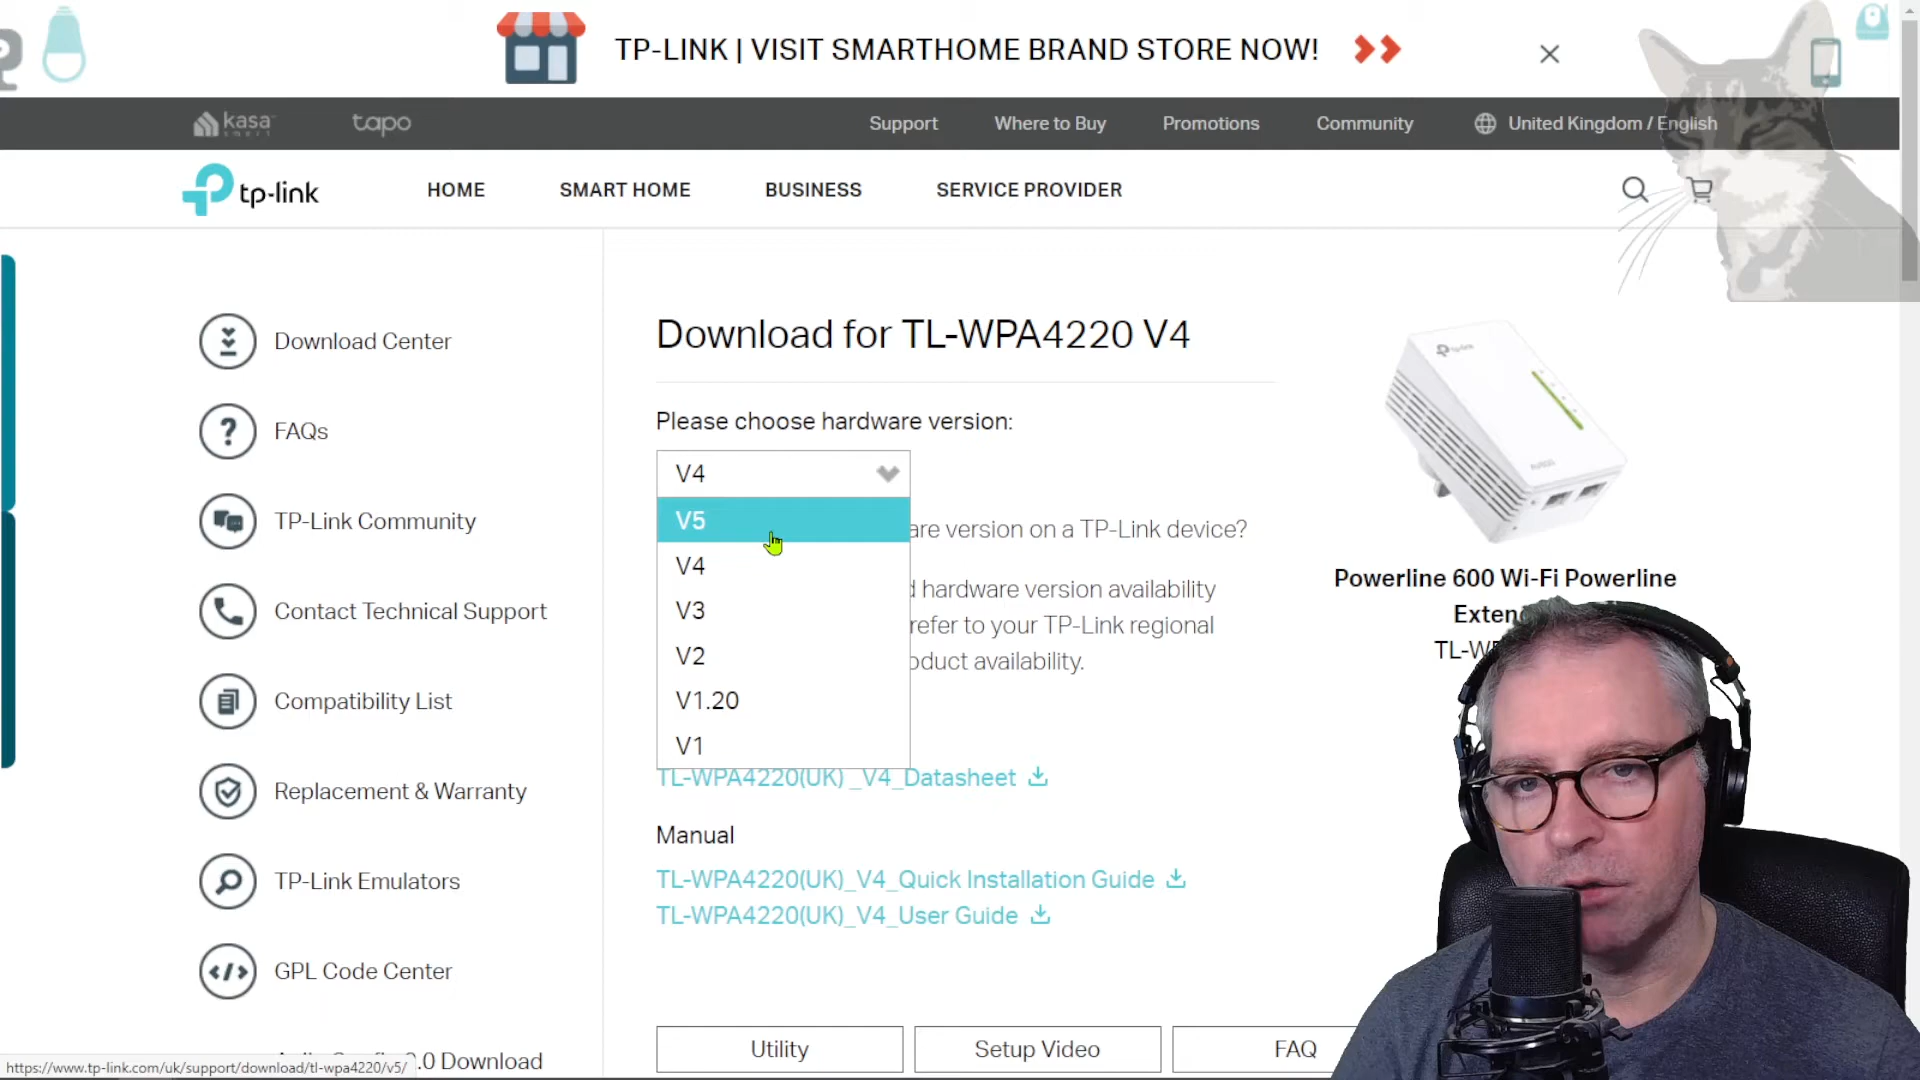 TP-LINK | VISIT SMARTHOME BRAND STORE NOW!
kasa
smart
tapo
Support
Where to Buy
Promotions
Community
United Kingdom / English
tp-link
HOME
SMART HOME
BUSINESS
SERVICE PROVIDER
Download Center
FAQs
TP-Link Community
Contact Technical Support
Compatibility List
Replacement & Warranty
TP-Link Emulators
GPL Code Center
.0 Download
Download for TL-WPA4220 V4
Please choose hardware version:
V4
V5
V4
V3
V2
V1.20
V1
version on a TP-Link device?
hardware version availability
refer to your TP-Link regional
availability.
TL-WPA4220(UK)_V4_Datasheet
Manual
TL-WPA4220(UK)_V4_Quick Installation Guide
TL-WPA4220(UK)_V4_User Guide
Utility
Setup Video
FAQ
tp-link
Powerline 600 Wi-Fi Powerline
https://www.tp-link.com/uk/support/download/tl-wpa4220/v5/